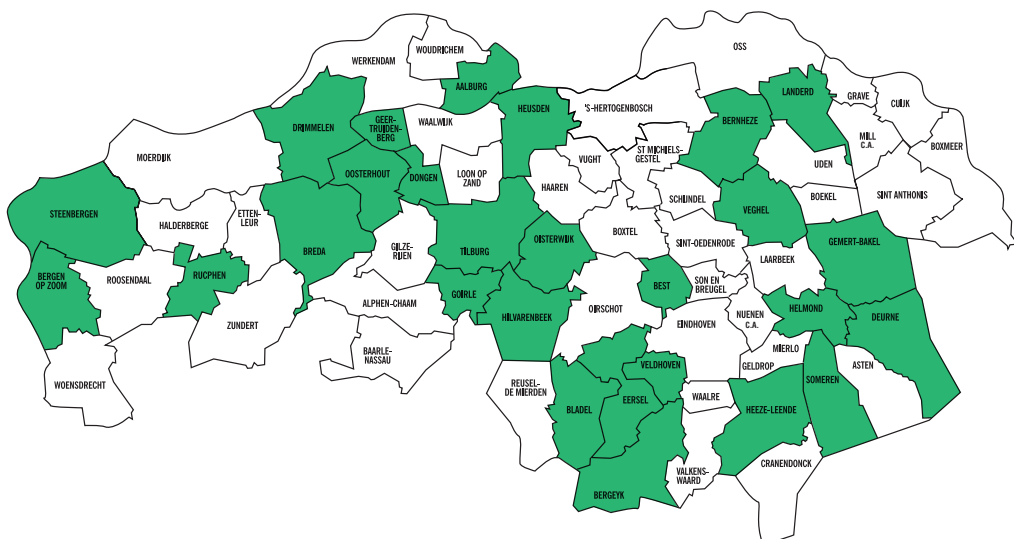 WOUDRICHEM
OSS
WERKENDAM
AALBURG
LANDERD
GRAVE
CUIJK
HEUSDEN
'S-HERTOGENBOSCH
GEER-
TRUIDEN-
BERG
WAALWIJK
BERNHEZE
DRIMMELEN
MILL
C.A.
BOXMEER
ST MICHIELS-
GESTEL
MOERDIJK
VUGHT
UDEN
OOSTERHOUT
DONGEN
LOON OP
ZAND
HAAREN
SINT ANTHONIS
BOEKEL
SCHIJNDEL
STEENBERGEN
ETTEN-
LEUR
VEGHEL
HALDERBERGE
BOXTEL
OISTERWIJK
SINT-OEDENRODE
GEMERT-BAKEL
BREDA
GILZE-
RIJEN
TILBURG
LAARBEEK
BERGEN
OP ZOOM
RUCPHEN
ROOSENDAAL
BEST
SON EN
BREUGEL
GOIRLE
ALPHEN-CHAAM
OIRSCHOT
HELMOND
HILVARENBEEK
NUENEN
C.A.
DEURNE
ZUNDERT
EINDHOVEN
BAARLE-
NASSAU
MIERLO
VELDHOVEN
GELDROP
ASTEN
WOENSDRECHT
REUSEL-
DE MIERDEN
SOMEREN
BLADEL
EERSEL
WAALRE
HEEZE-LEENDE
CRANENDONCK
VALKENS-
WAARD
BERGEYK